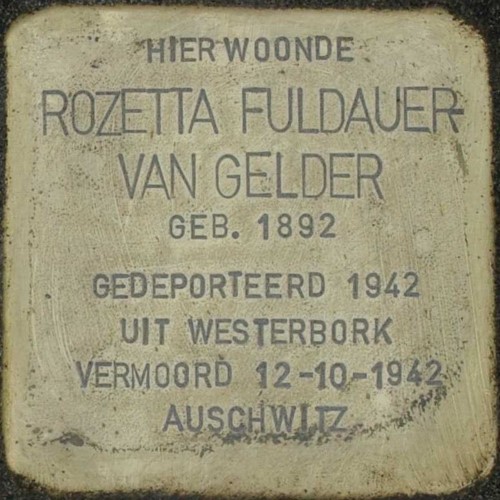 HIER WOONDE
ROZETTA FULDAUER-
VAN GELDER
GEB. 1892
GEDEPORTEERD 1942
UIT WESTERBORK
VERMOORD 12-10-1942
AUSCHWITZ